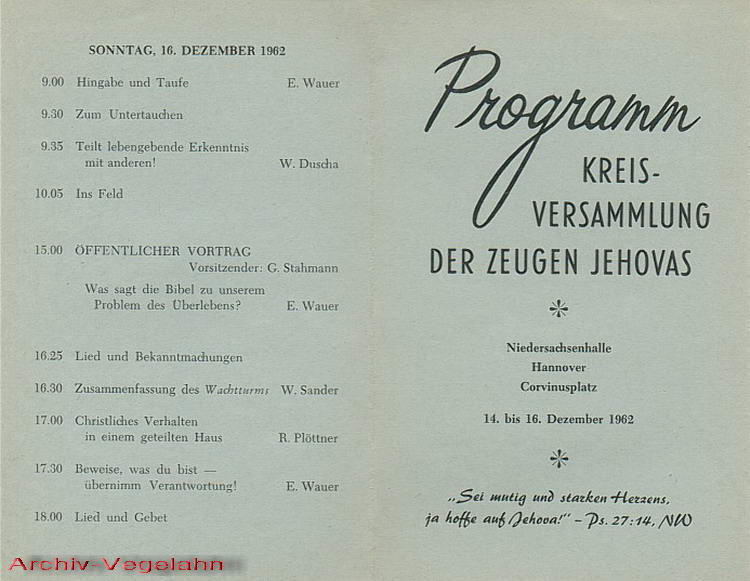 SONNTAG, 16. DEZEMBER 1962
9.00 Hingabe und Taufe E. Wauer
9.30 Zum Untertauchen
9.35 Teilt lebengebende Erkenntnis
mit anderen! W. Duscha
10.05 Ins Feld
15.00 ÖFFENTLICHER VORTRAG
Vorsitzender: G. Stahmann
Was sagt die Bibel zu unserem
Problem des Überlebens? E. Wauer
16.25 Lied und Bekanntmachungen
16.30 Zusammenfassung des Wachtturms W. Sander
17.00 Christliches Verhalten
in einem geteilten Haus R. Plöttner
17.30 Beweise, was du bist —
übernimm Verantwortung! E. Wauer
18.00 Lied und Gebet
Archiv-Vegelahn
Programm
KREIS-
VERSAMMLUNG
DER ZEUGEN JEHOVAS
Niedersachsenhalle
Hannover
Corvinusplatz
14. bis 16. Dezember 1962
„Sei mutig und starken Herzens,
ja hoffe auf Jehova!" – Ps. 27:14, NW